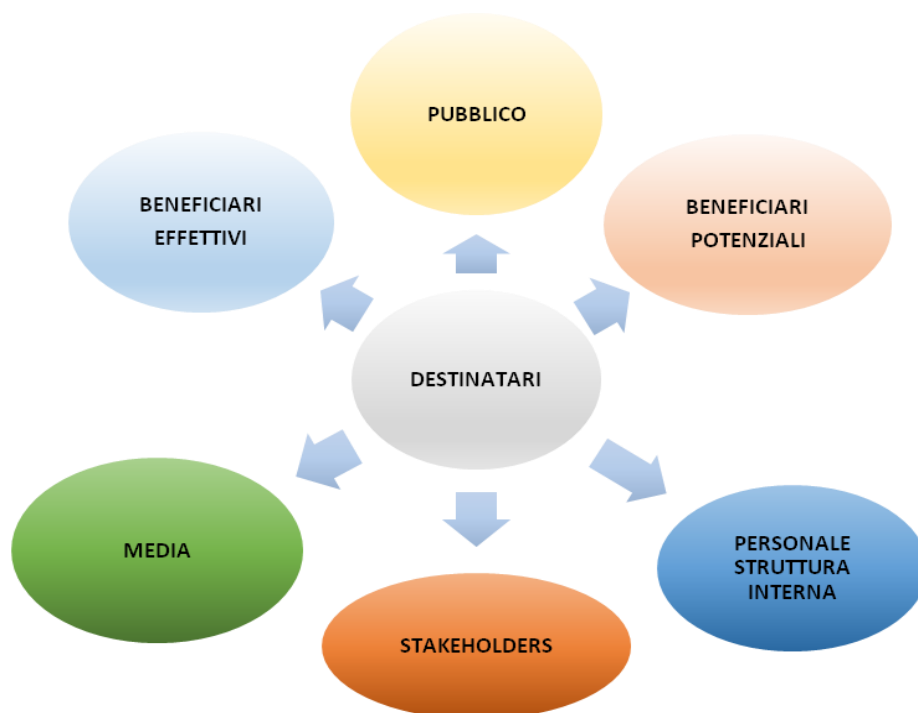 PUBBLICO
BENEFICIARI
EFFETTIVI
BENEFICIARI
POTENZIALI
DESTINATARI
MEDIA
PERSONALE
STRUTTURA
INTERNA
STAKEHOLDERS